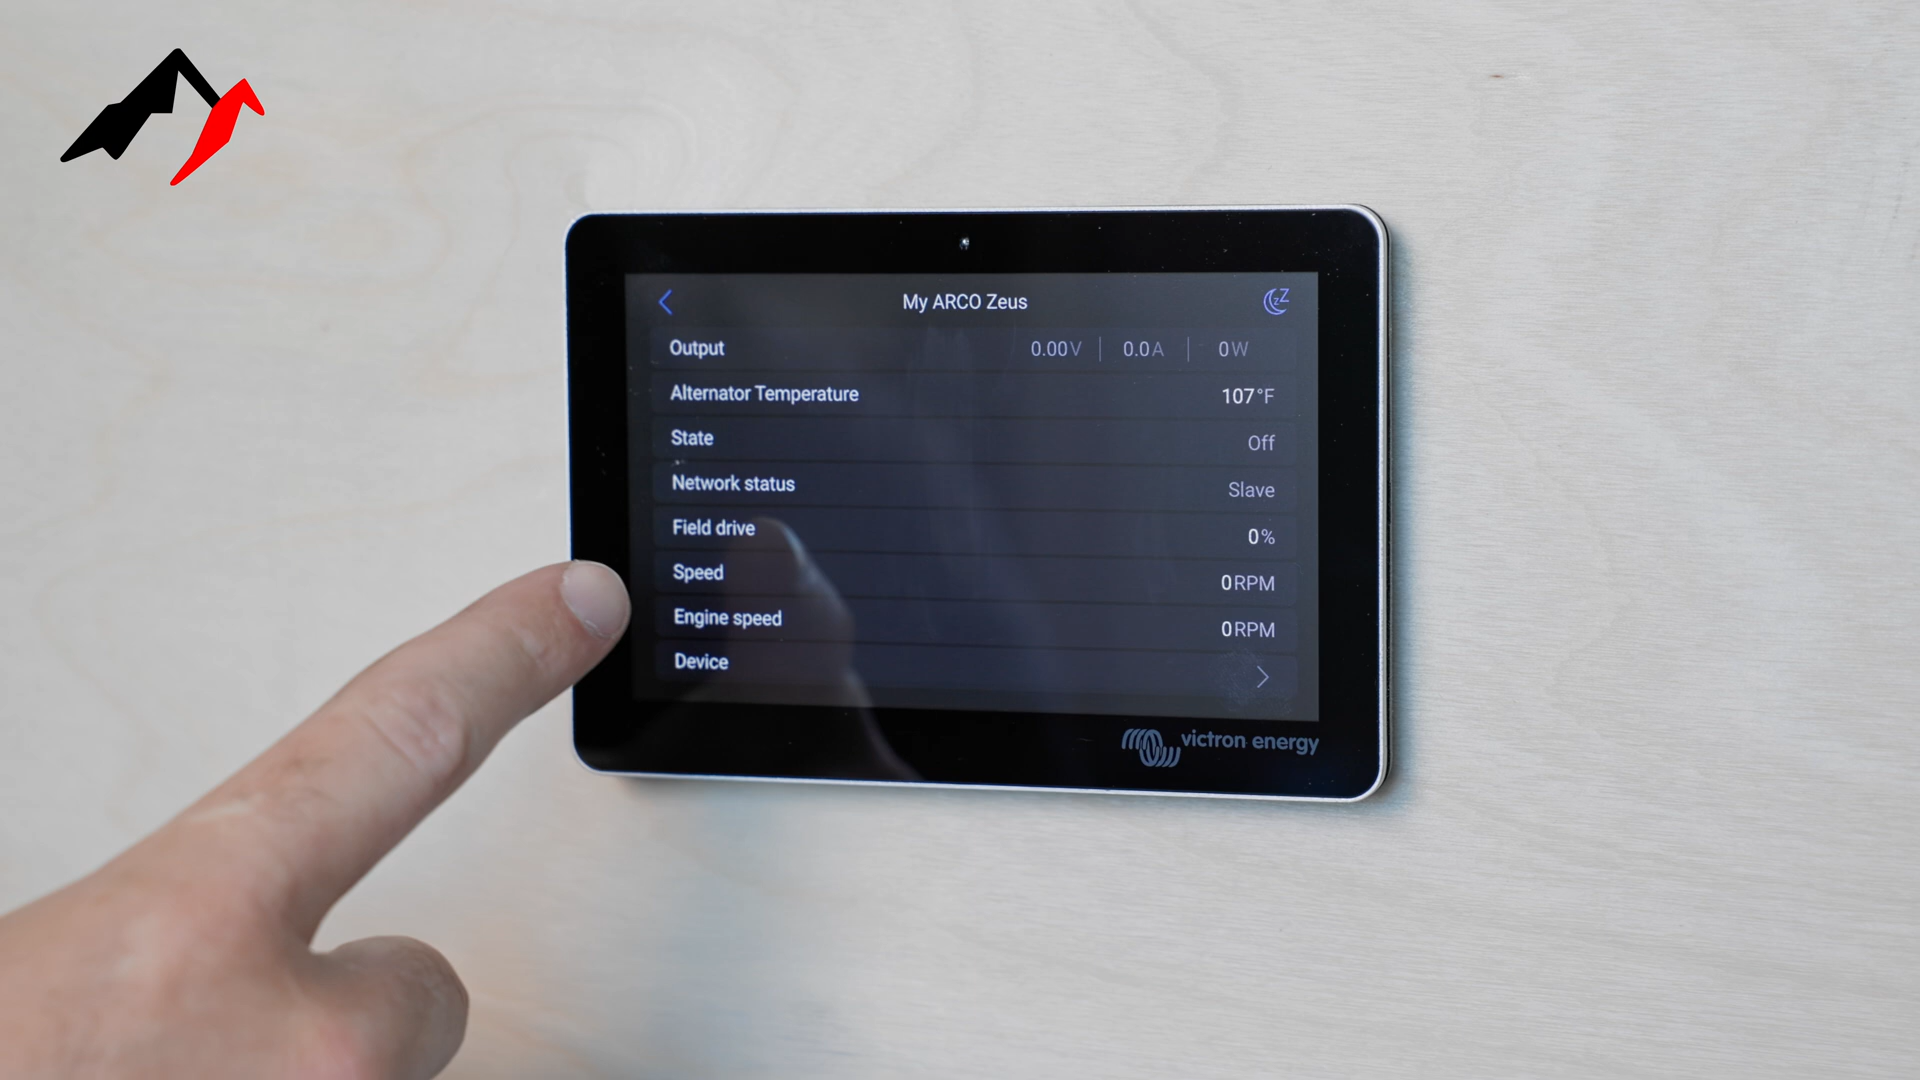 My ARCO Zeus
Output 0.00V 0.0A 0W
Alternator Temperature 107°F
State Off
Network status Slave
Field drive 0%
Speed 0RPM
Engine speed 0RPM
Device
victron energy